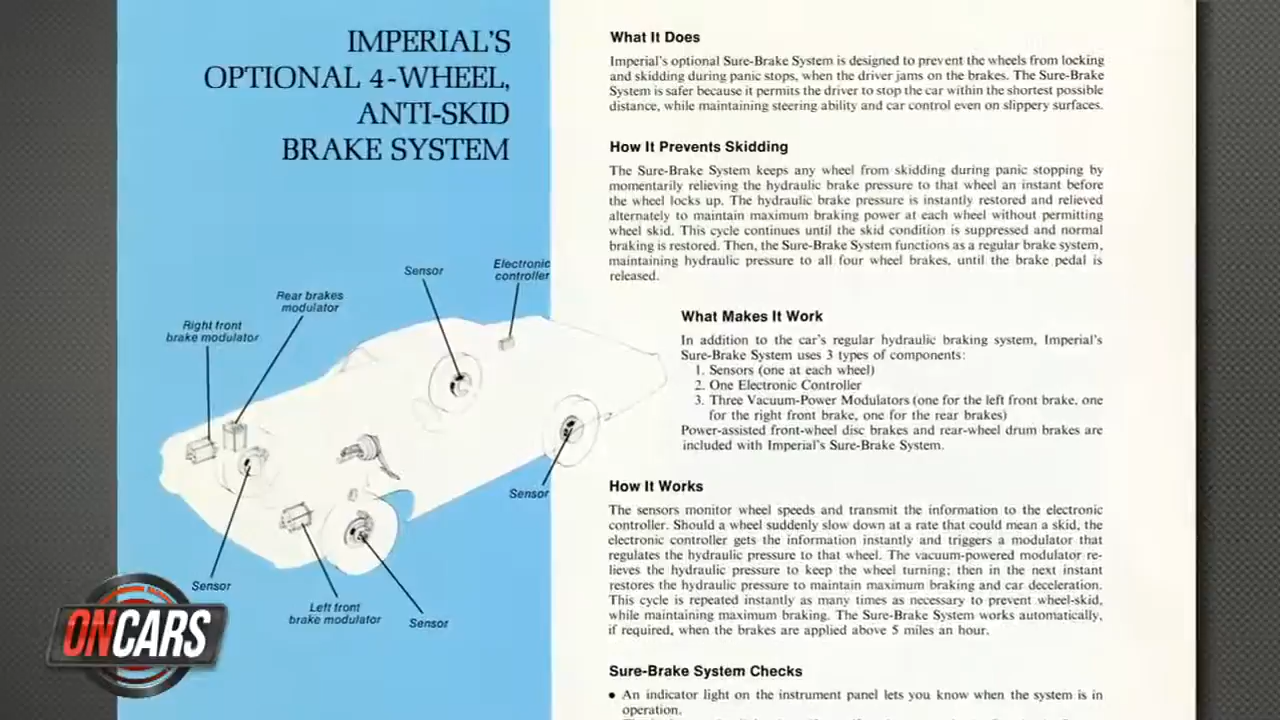 IMPERIAL'S
OPTIONAL 4-WHEEL,
ANTI-SKID
BRAKE SYSTEM
Sensor
Electronic
controller
Rear brakes
modulator
Right front
brake modulator
Sensor
Sensor
Left front
brake modulator
Sensor
ONCARS
What It Does
Imperial's optional Sure-Brake System is designed to prevent the wheels from locking
and skidding during panic stops, when the driver jams on the brakes. The Sure-Brake
System is safer because it permits the driver to stop the car within the shortest possible
distance, while maintaining steering ability and car control even on slippery surfaces.
How It Prevents Skidding
The Sure-Brake System keeps any wheel from skidding during panic stopping by
momentarily relieving the hydraulic brake pressure to that wheel an instant before
the wheel locks up. The hydraulic brake pressure is instantly restored and relieved
alternately to maintain maximum braking power at each wheel without permitting
wheel skid. This cycle continues until the skid condition is suppressed and normal
braking is restored. Then, the Sure-Brake System functions as a regular brake system,
maintaining hydraulic pressure to all four wheel brakes, until the brake pedal is
released.
What Makes It Work
In addition to the car's regular hydraulic braking system, Imperial's
Sure-Brake System uses 3 types of components:
1. Sensors (one at each wheel)
2. One Electronic Controller
3. Three Vacuum-Power Modulators (one for the left front brake, one
for the right front brake, one for the rear brakes)
Power-assisted front-wheel disc brakes and rear-wheel drum brakes are
included with Imperial's Sure-Brake System.
How It Works
The sensors monitor wheel speeds and transmit the information to the electronic
controller. Should a wheel suddenly slow down at a rate that could mean a skid, the
electronic controller gets the information instantly and triggers a modulator that
regulates the hydraulic pressure to that wheel. The vacuum-powered modulator re-
lieves the hydraulic pressure to keep the wheel turning; then in the next instant
restores the hydraulic pressure to maintain maximum braking and car deceleration.
This cycle is repeated instantly as many times as necessary to prevent wheel-skid,
while maintaining maximum braking. The Sure-Brake System works automatically,
if required, when the brakes are applied above 5 miles an hour.
Sure-Brake System Checks
• An indicator light on the instrument panel lets you know when the system is in
operation.